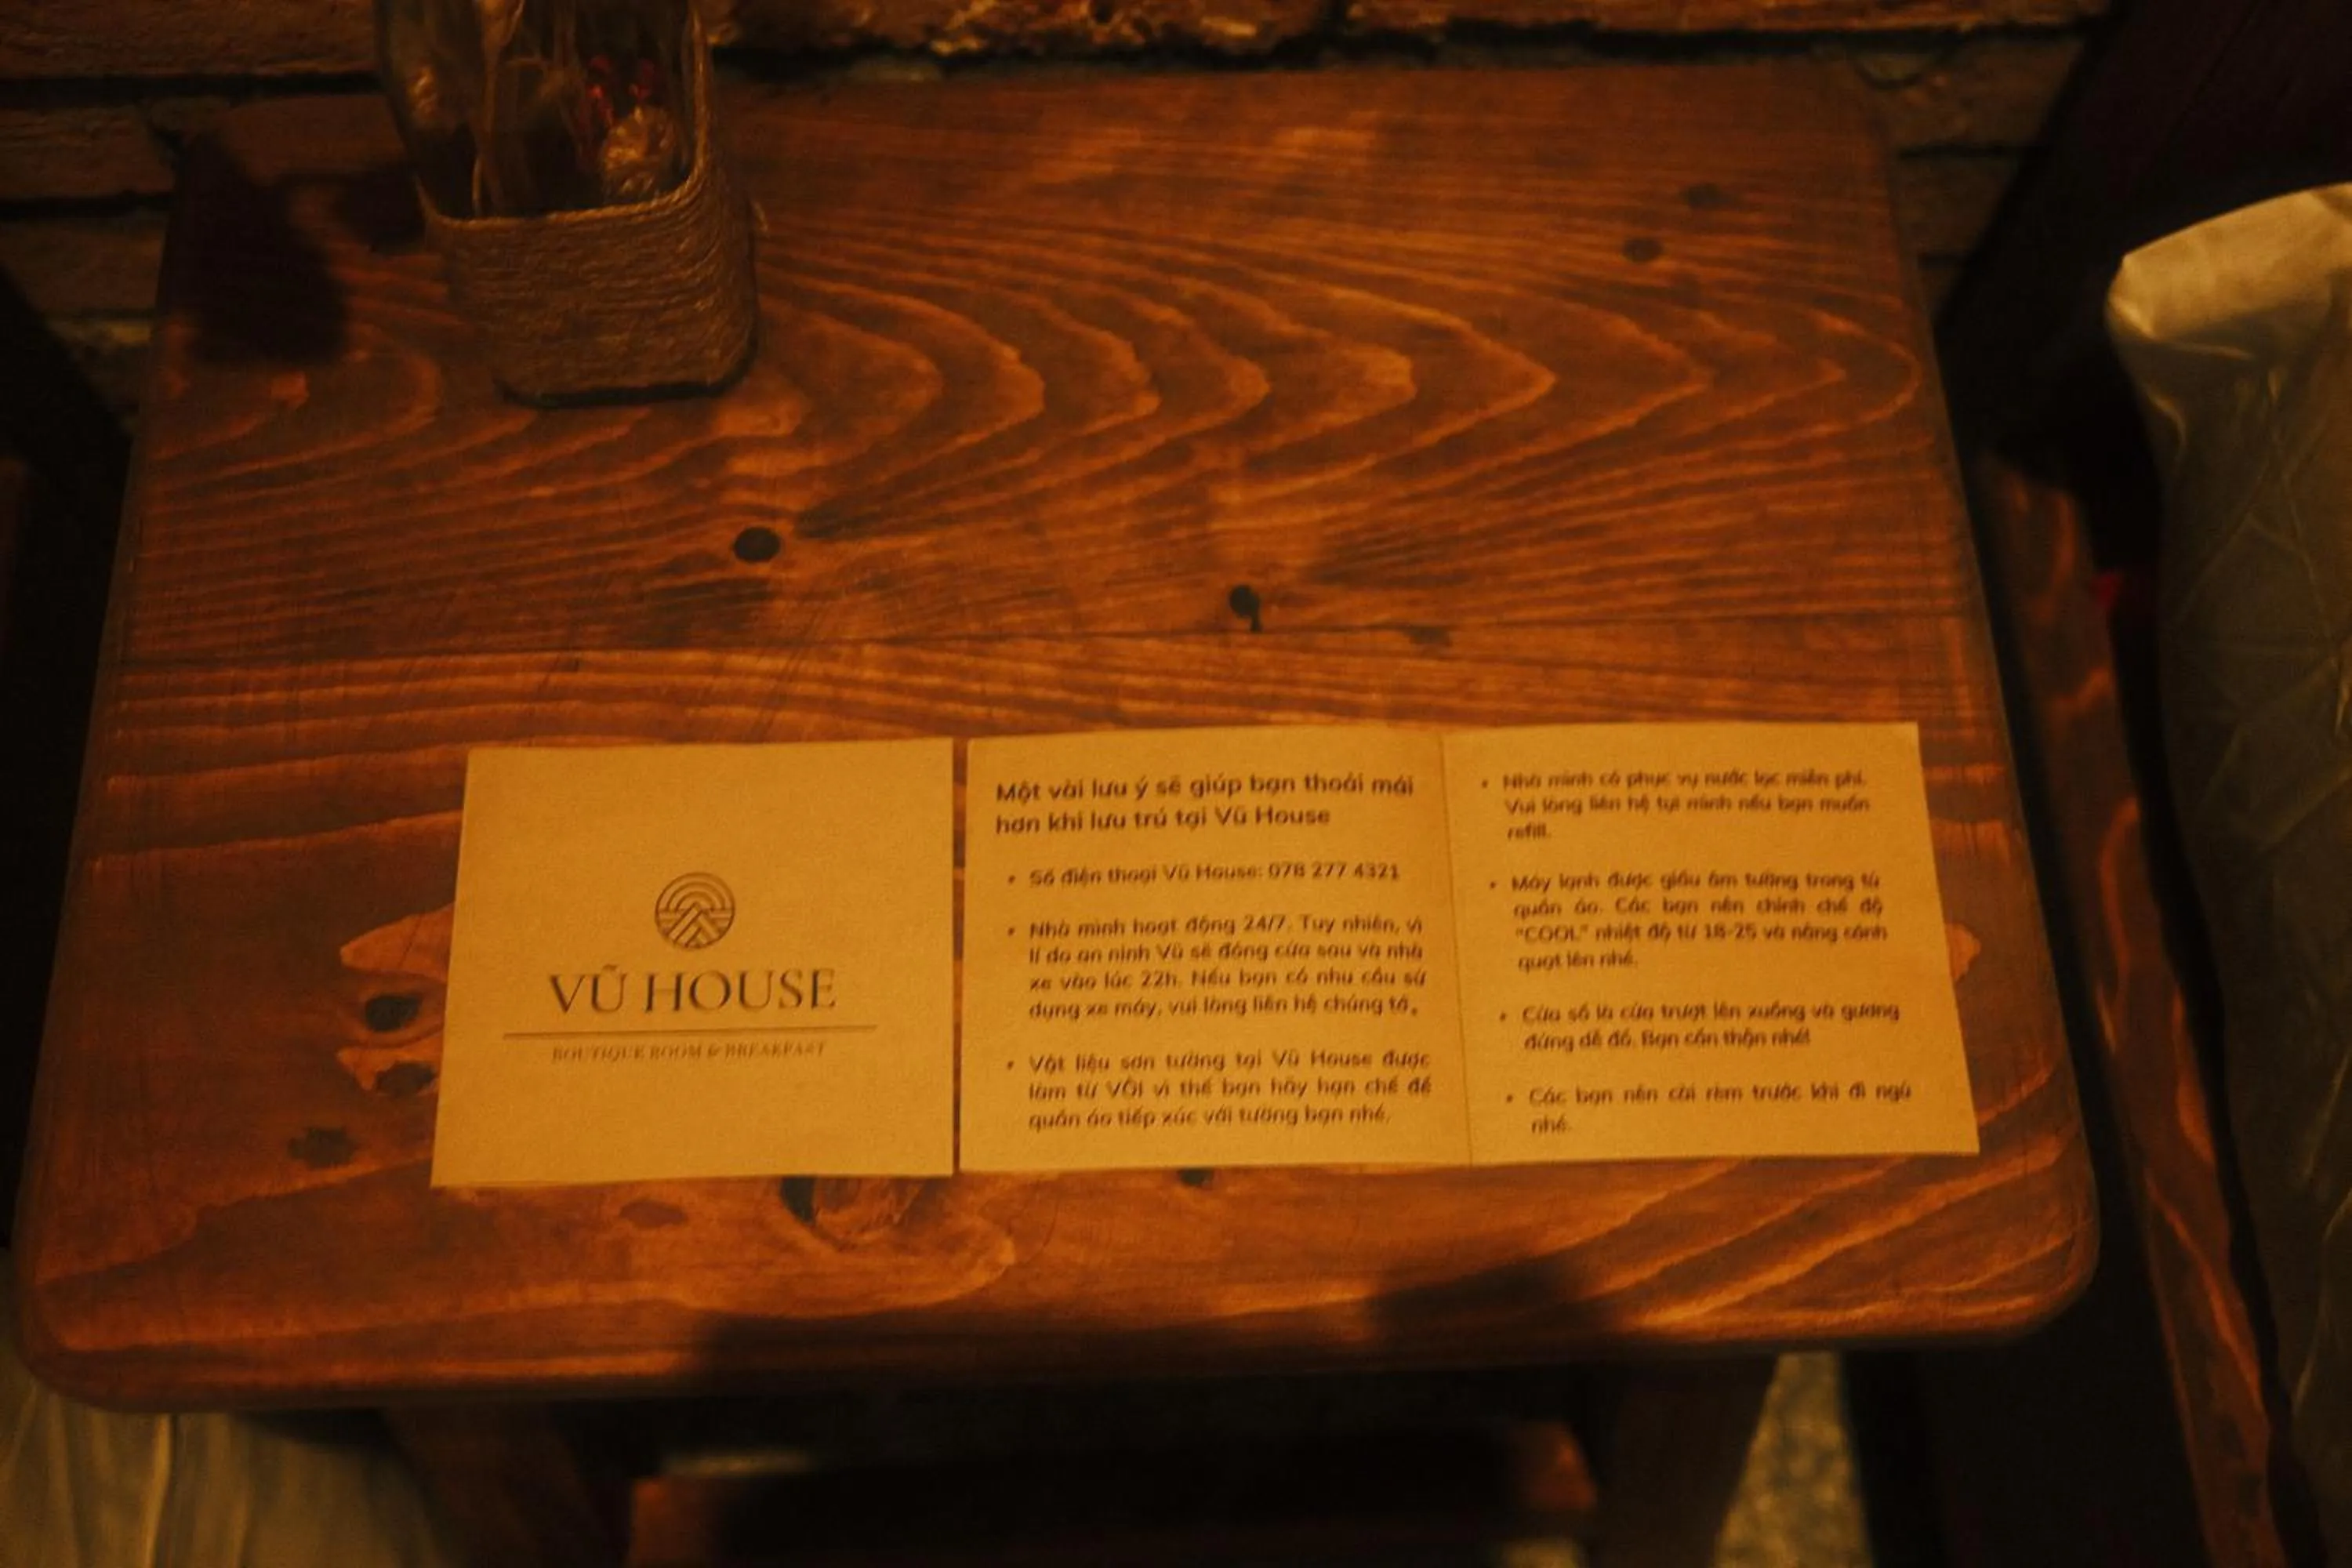 VŨ HOUSE
BOUTIQUE ROOM & BREAKFAST
Một vài lưu ý sẽ giúp bạn thoải mái
hơn khi lưu trú tại Vũ House
• Số điện thoại Vũ House: 078 277 4321
• Nhà mình hoạt động 24/7. Tuy nhiên, vì
lí do an ninh Vũ sẽ đóng cửa sau và nhà
xe vào lúc 22h. Nếu bạn có nhu cầu sử
dụng xe máy, vui lòng liên hệ chúng tớ.
• Vật liệu sơn tường tại Vũ House được
làm từ VÔI vì thế bạn hãy hạn chế để
quần áo tiếp xúc với tường bạn nhé.
• Nhà mình có phục vụ nước lọc miễn phí.
Vui lòng liên hệ tụi mình nếu bạn muốn
refill.
• Máy lạnh được giấu âm tường trong tủ
quần áo. Các bạn nên chỉnh chế độ
"COOL" nhiệt độ từ 18-25 và nâng cánh
quạt lên nhé.
• Cửa sổ là cửa trượt lên xuống và gương
đứng dễ đổ. Bạn cẩn thận nhé!
• Các bạn nên cài rèm trước khi đi ngủ
nhé.